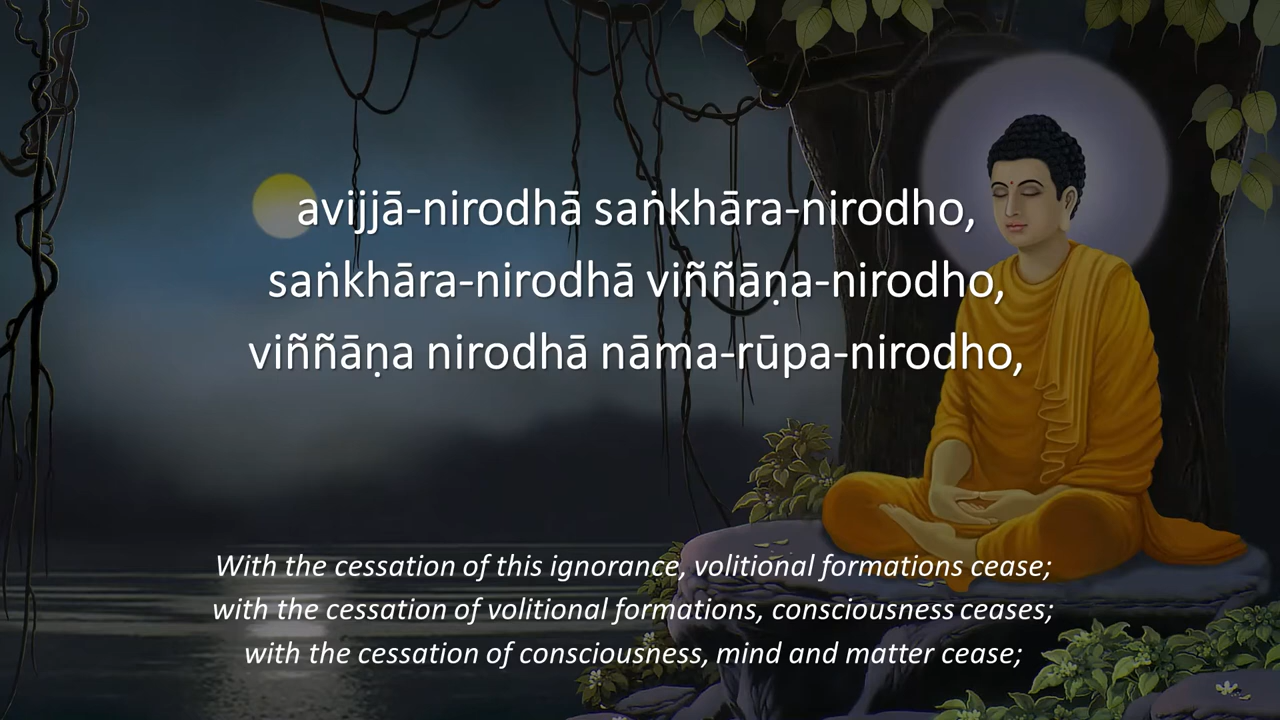 avijjā-nirodhā saṅkhāra-nirodho,
saṅkhāra-nirodhā viññāṇa-nirodho,
viññāṇa nirodhā nāma-rūpa-nirodho,
With the cessation of this ignorance, volitional formations cease;
with the cessation of volitional formations, consciousness ceases;
with the cessation of consciousness, mind and matter cease;